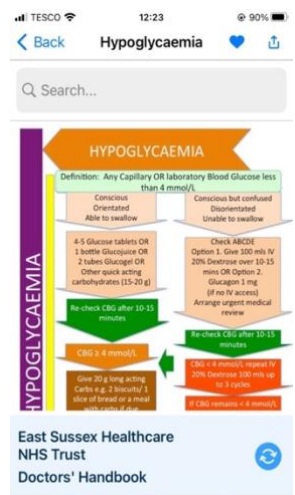 TESCO
12:23
90%
Back
Hypoglycaemia
Search...
HYPOGLYCAEMIA
Definition: Any Capillary OR laboratory Blood Glucose less
than 4 mmol/L
Conscious
Orientated
Able to swallow
4-5 Glucose tablets OR
1 bottle Glucojuice OR
2 tubes Glucogel OR
Other quick acting
carbohydrates (15-20 g)
Re-check CBG after 10-15
minutes
CBG ≥ 4 mmol/L
Give 20 g long acting
Carbs e.g. 2 biscuits/ 1
slice of bread or a meal
with carbs if due
Conscious but confused
Disorientated
Unable to swallow
Check ABCDE
Option 1. Give 100 mls IV
20% Dextrose over 10-15
mins OR Option 2.
Glucagon 1 mg
(if no IV access)
Arrange urgent medical
review
Re-check CBG after 10-15
minutes
CBG < 4 mmol/L repeat IV
20% Dextrose 100 mls up
to 3 cycles
If CBG remains < 4 mmol/L
HYPOGLYCAEMIA
East Sussex Healthcare
NHS Trust
Doctors' Handbook